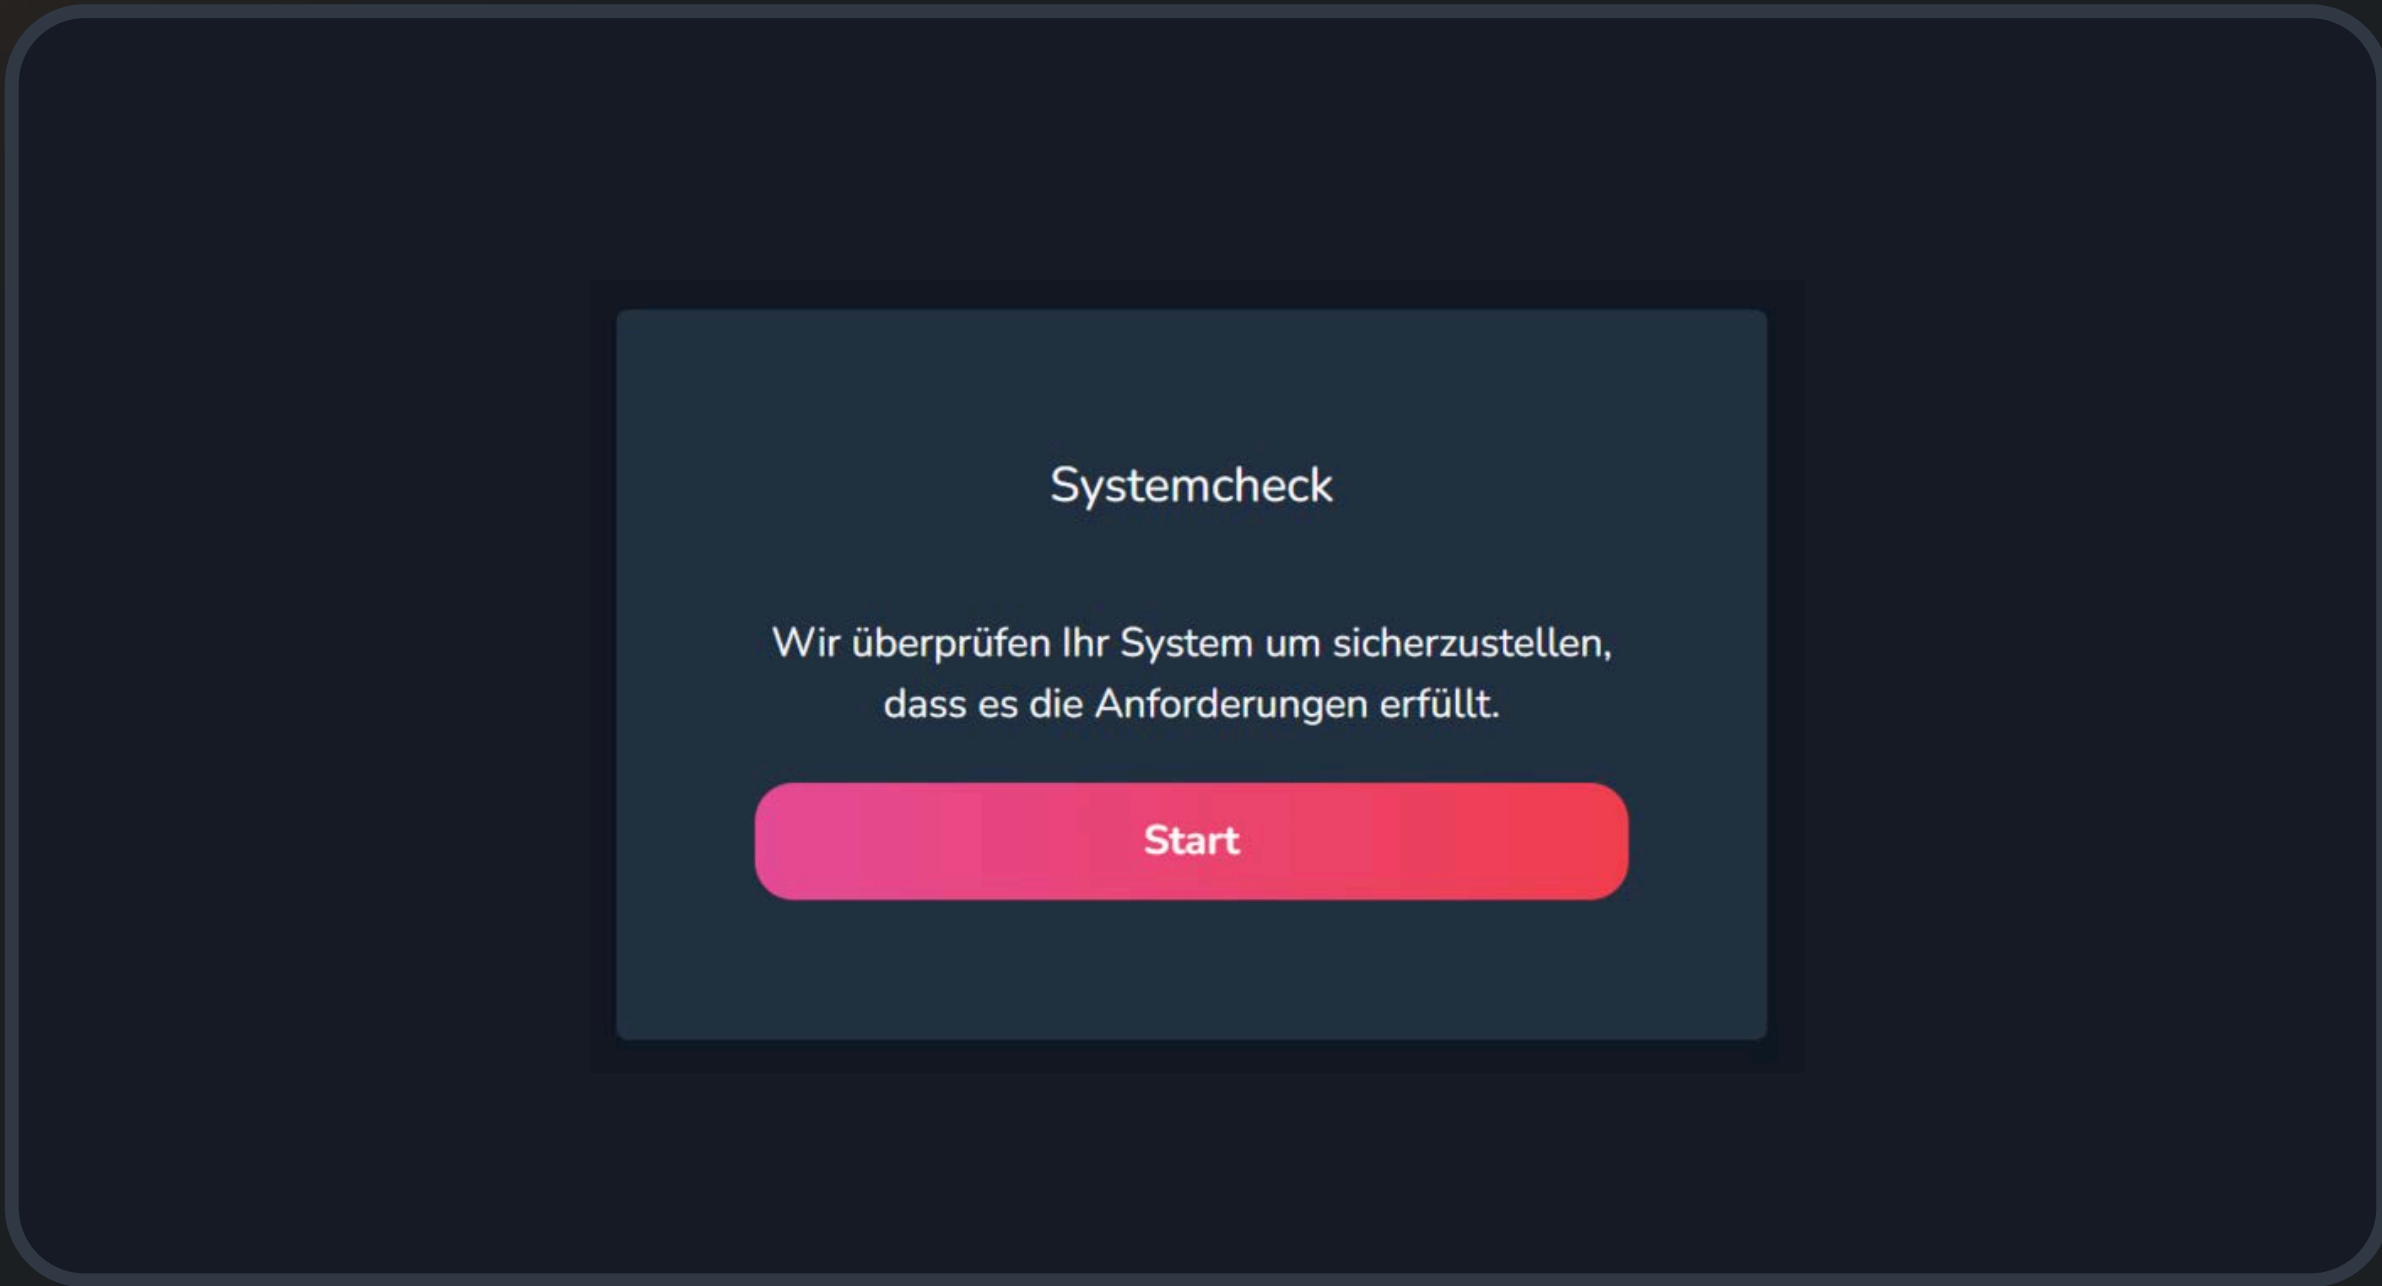 Systemcheck
Wir überprüfen Ihr System um sicherzustellen,
dass es die Anforderungen erfüllt.
Start